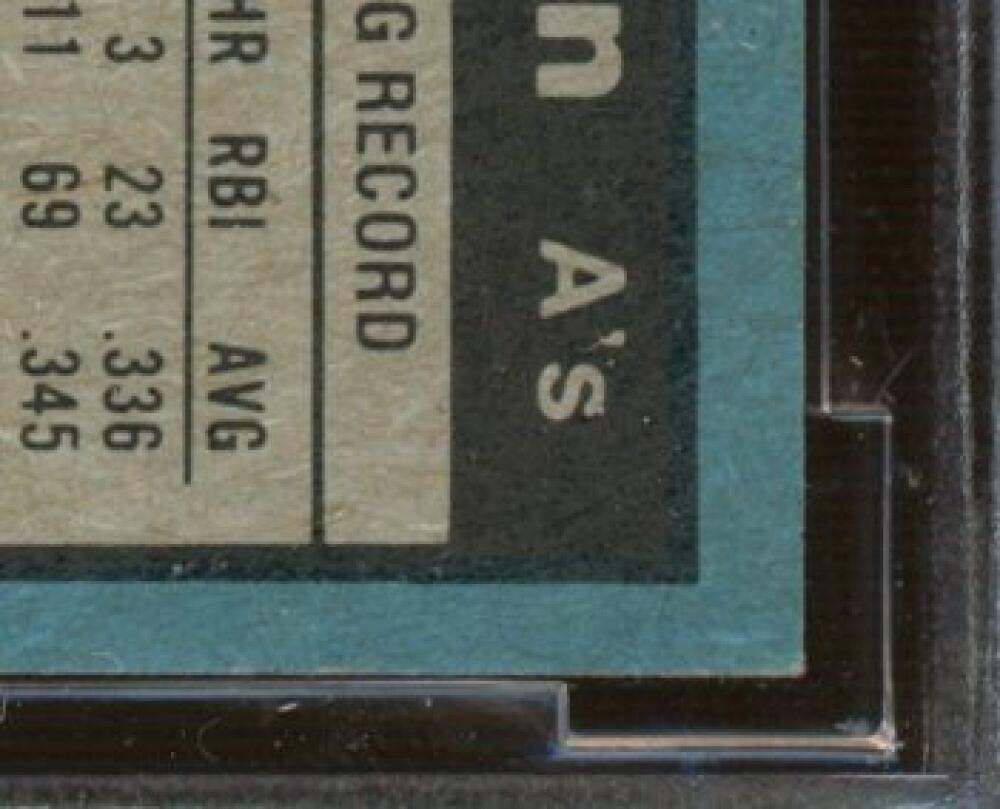 n A's
G RECORD
HR RBI AVG
3 23 .336
11 69 .345